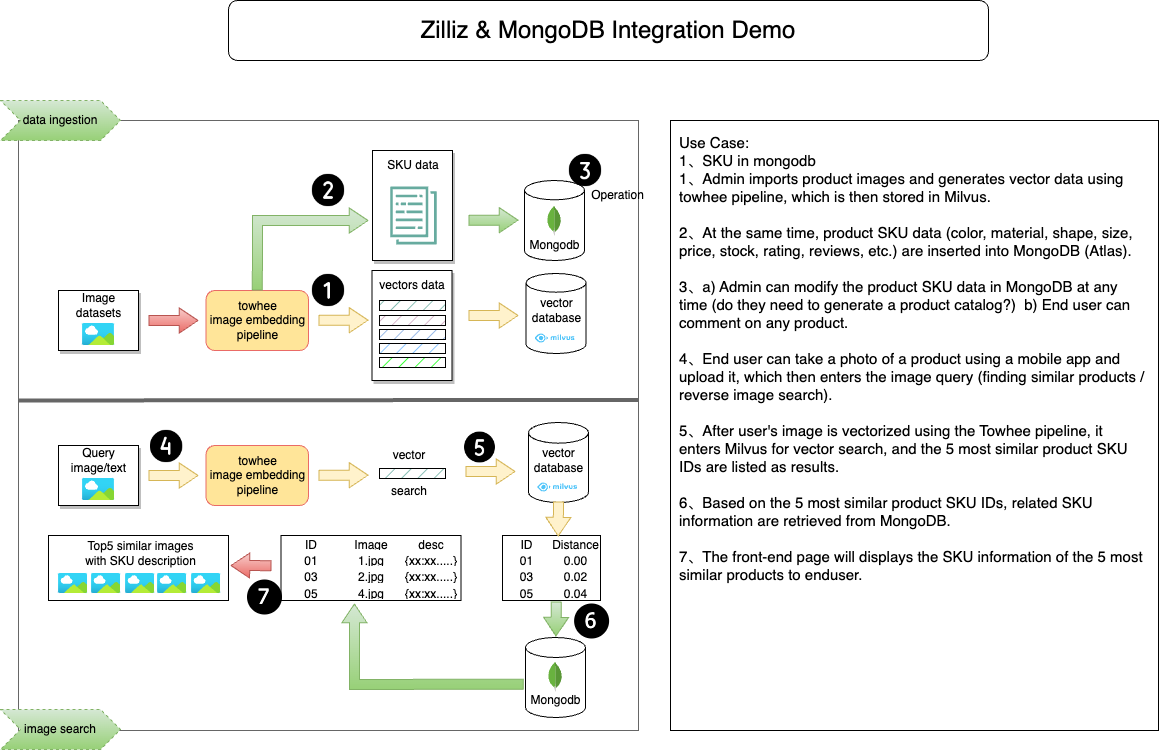 Zilliz & MongoDB Integration Demo
data ingestion
SKU data
2
3
Operation
Mongodb
Image
datasets
towhee
image embedding
pipeline
1
vectors data
vector
database
milvus
Query
image/text
4
towhee
image embedding
pipeline
vector
search
5
vector
database
milvus
Top5 similar images
with SKU description
7
ID Image desc
01 1.jpg {xx:xx.....}
03 2.jpg {xx:xx.....}
05 4.jpg {xx:xx.....}
ID Distance
01 0.00
03 0.02
05 0.04
6
Mongodb
image search
Use Case:
1、SKU in mongodb
1、Admin imports product images and generates vector data using
towhee pipeline, which is then stored in Milvus.
2、At the same time, product SKU data (color, material, shape, size,
price, stock, rating, reviews, etc.) are inserted into MongoDB (Atlas).
3、a) Admin can modify the product SKU data in MongoDB at any
time (do they need to generate a product catalog?)  b) End user can
comment on any product.
4、End user can take a photo of a product using a mobile app and
upload it, which then enters the image query (finding similar products /
reverse image search).
5、After user's image is vectorized using the Towhee pipeline, it
enters Milvus for vector search, and the 5 most similar product SKU
IDs are listed as results.
6、Based on the 5 most similar product SKU IDs, related SKU
information are retrieved from MongoDB.
7、The front-end page will displays the SKU information of the 5 most
similar products to enduser.